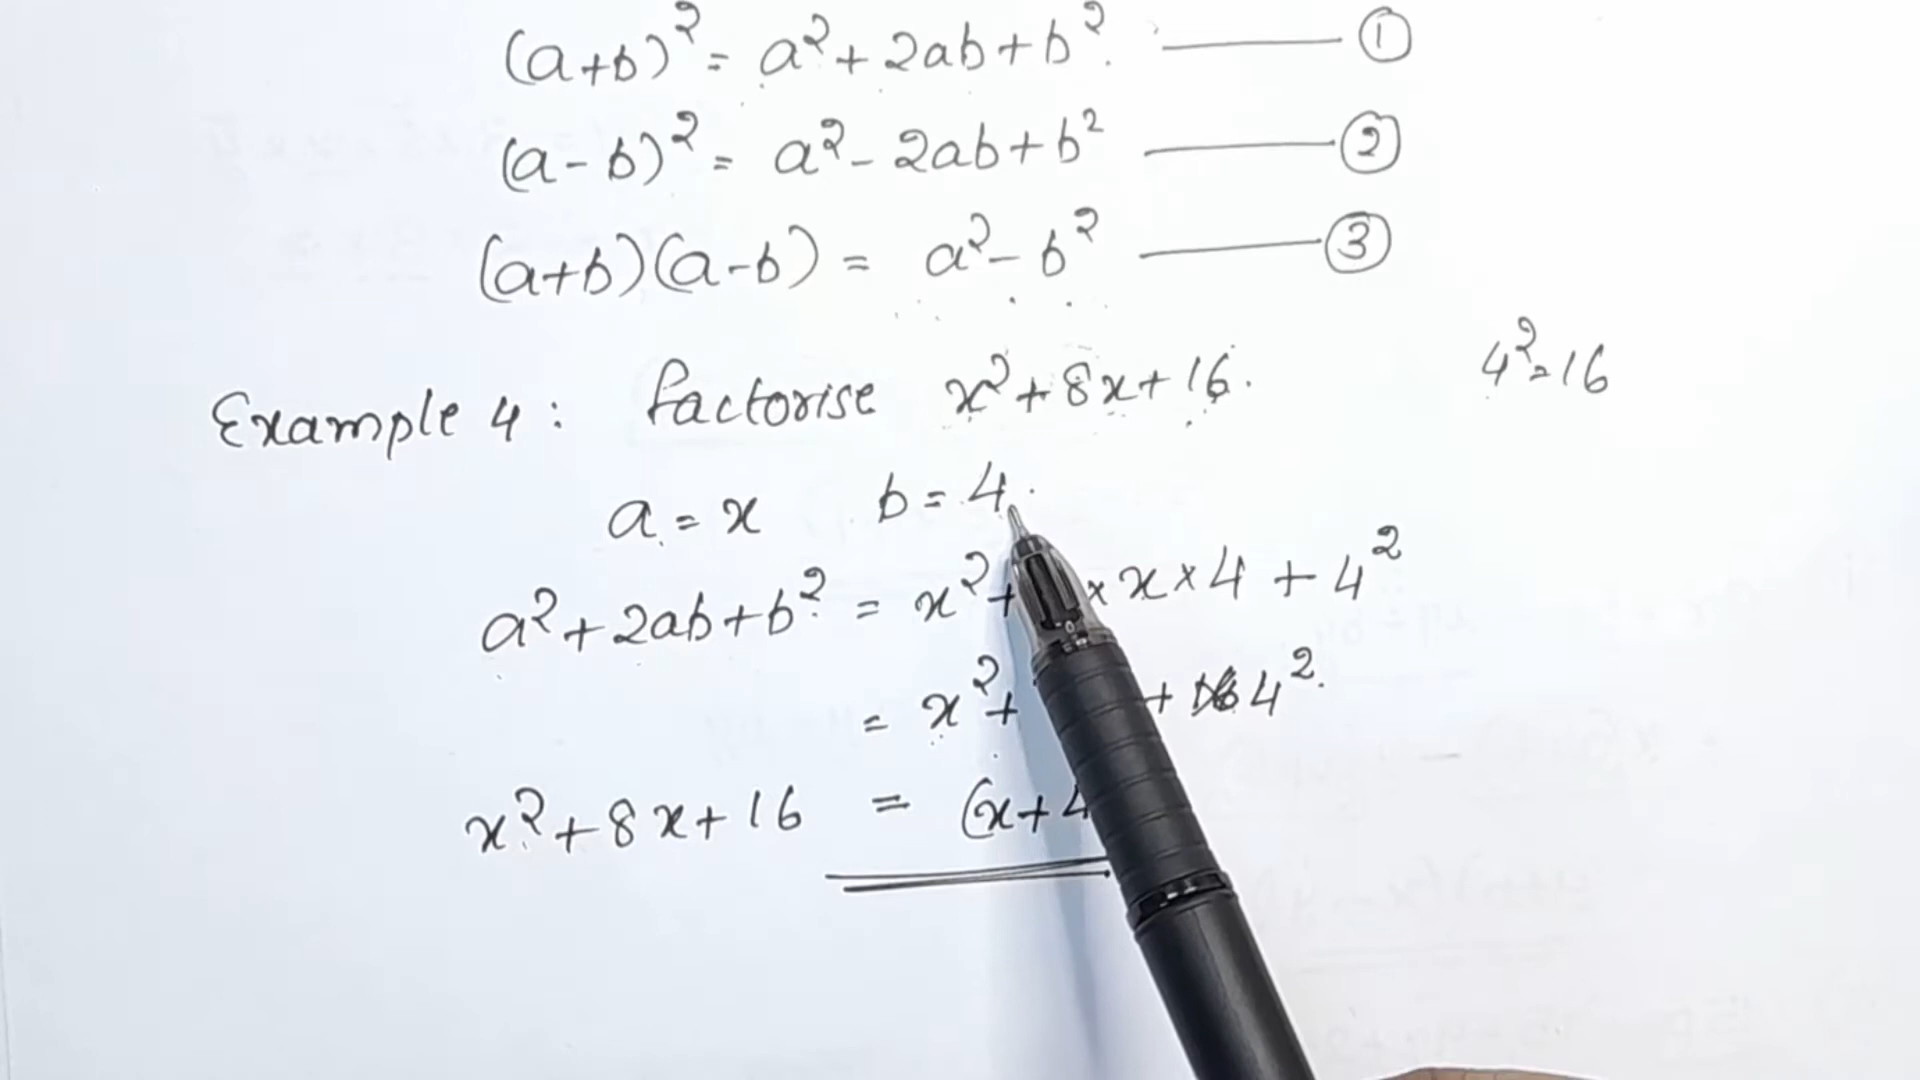 (a+b)² = a² + 2ab + b² ——— ①
(a-b)² = a² - 2ab + b² ——— ②
(a+b)(a-b) = a² - b² ——— ③
Example 4 : factorise x² + 8x + 16. 4² = 16
a = x b = 4
a² + 2ab + b² = x² + × x × 4 + 4²
= x² + + 4²
x² + 8x + 16 = (x + 4